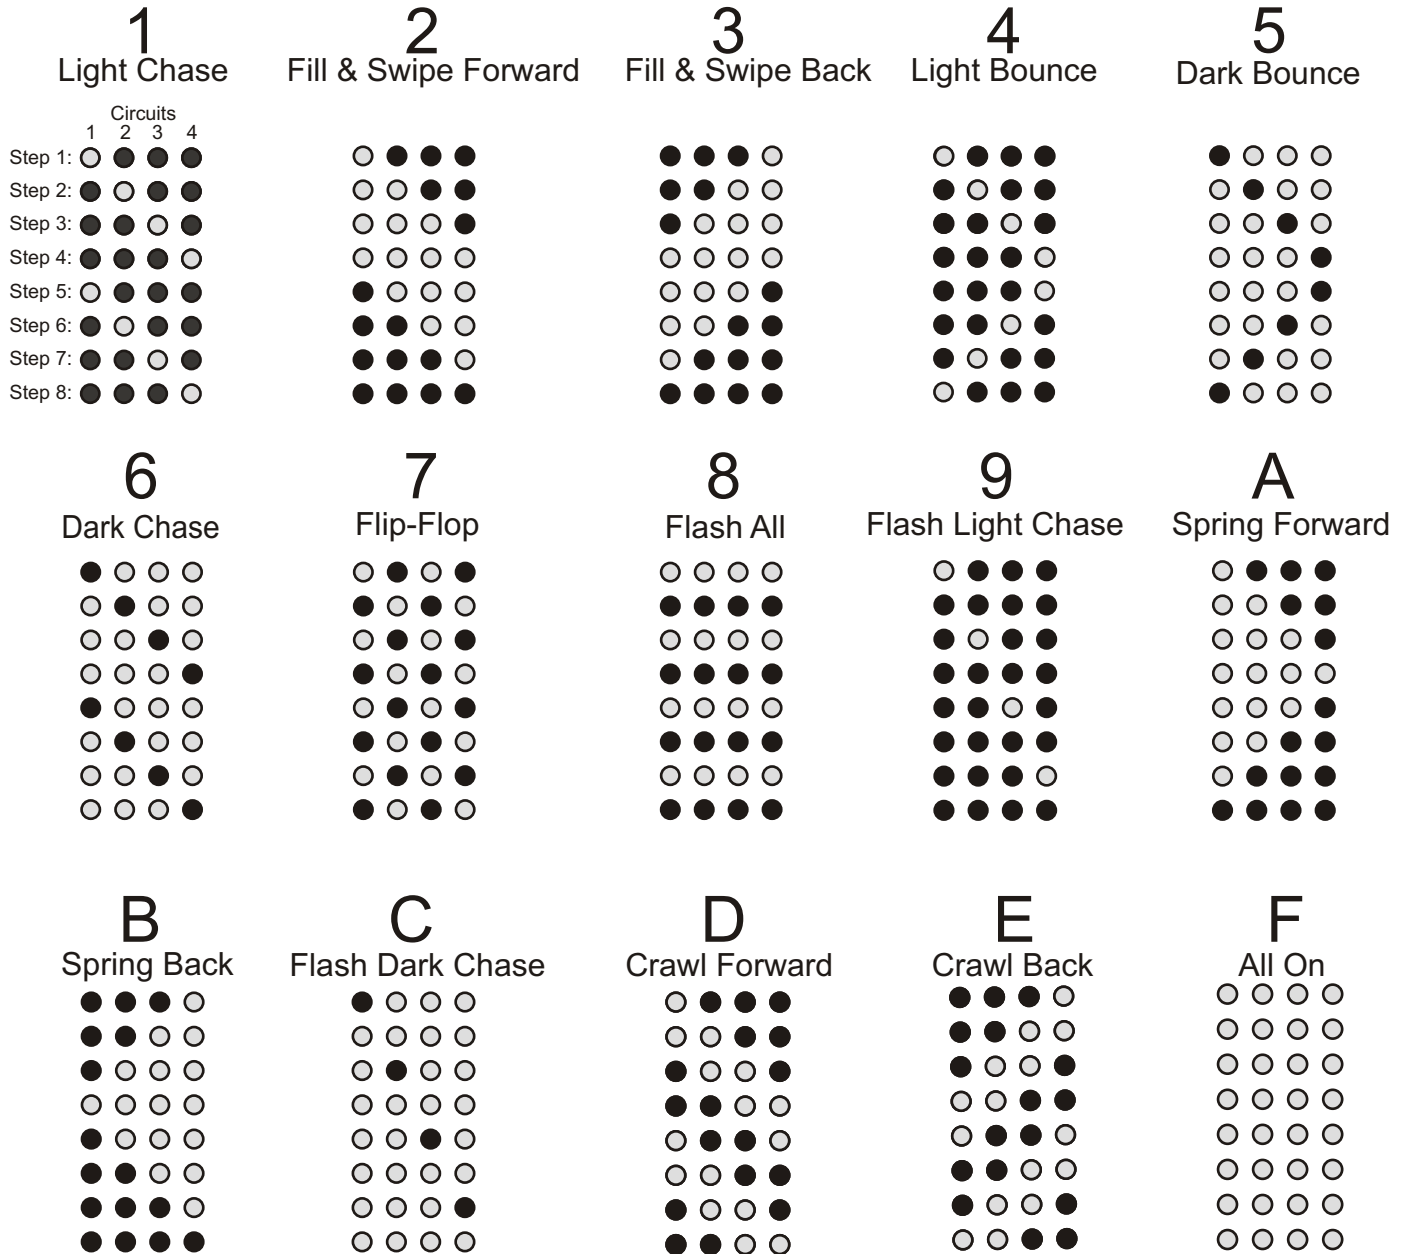 1 2 3 4 5
Light Chase Fill & Swipe Forward Fill & Swipe Back Light Bounce Dark Bounce
Circuits
1 2 3 4
Step 1:
Step 2:
Step 3:
Step 4:
Step 5:
Step 6:
Step 7:
Step 8:
6 7 8 9 A
Dark Chase Flip-Flop Flash All Flash Light Chase Spring Forward
B C D E F
Spring Back Flash Dark Chase Crawl Forward Crawl Back All On